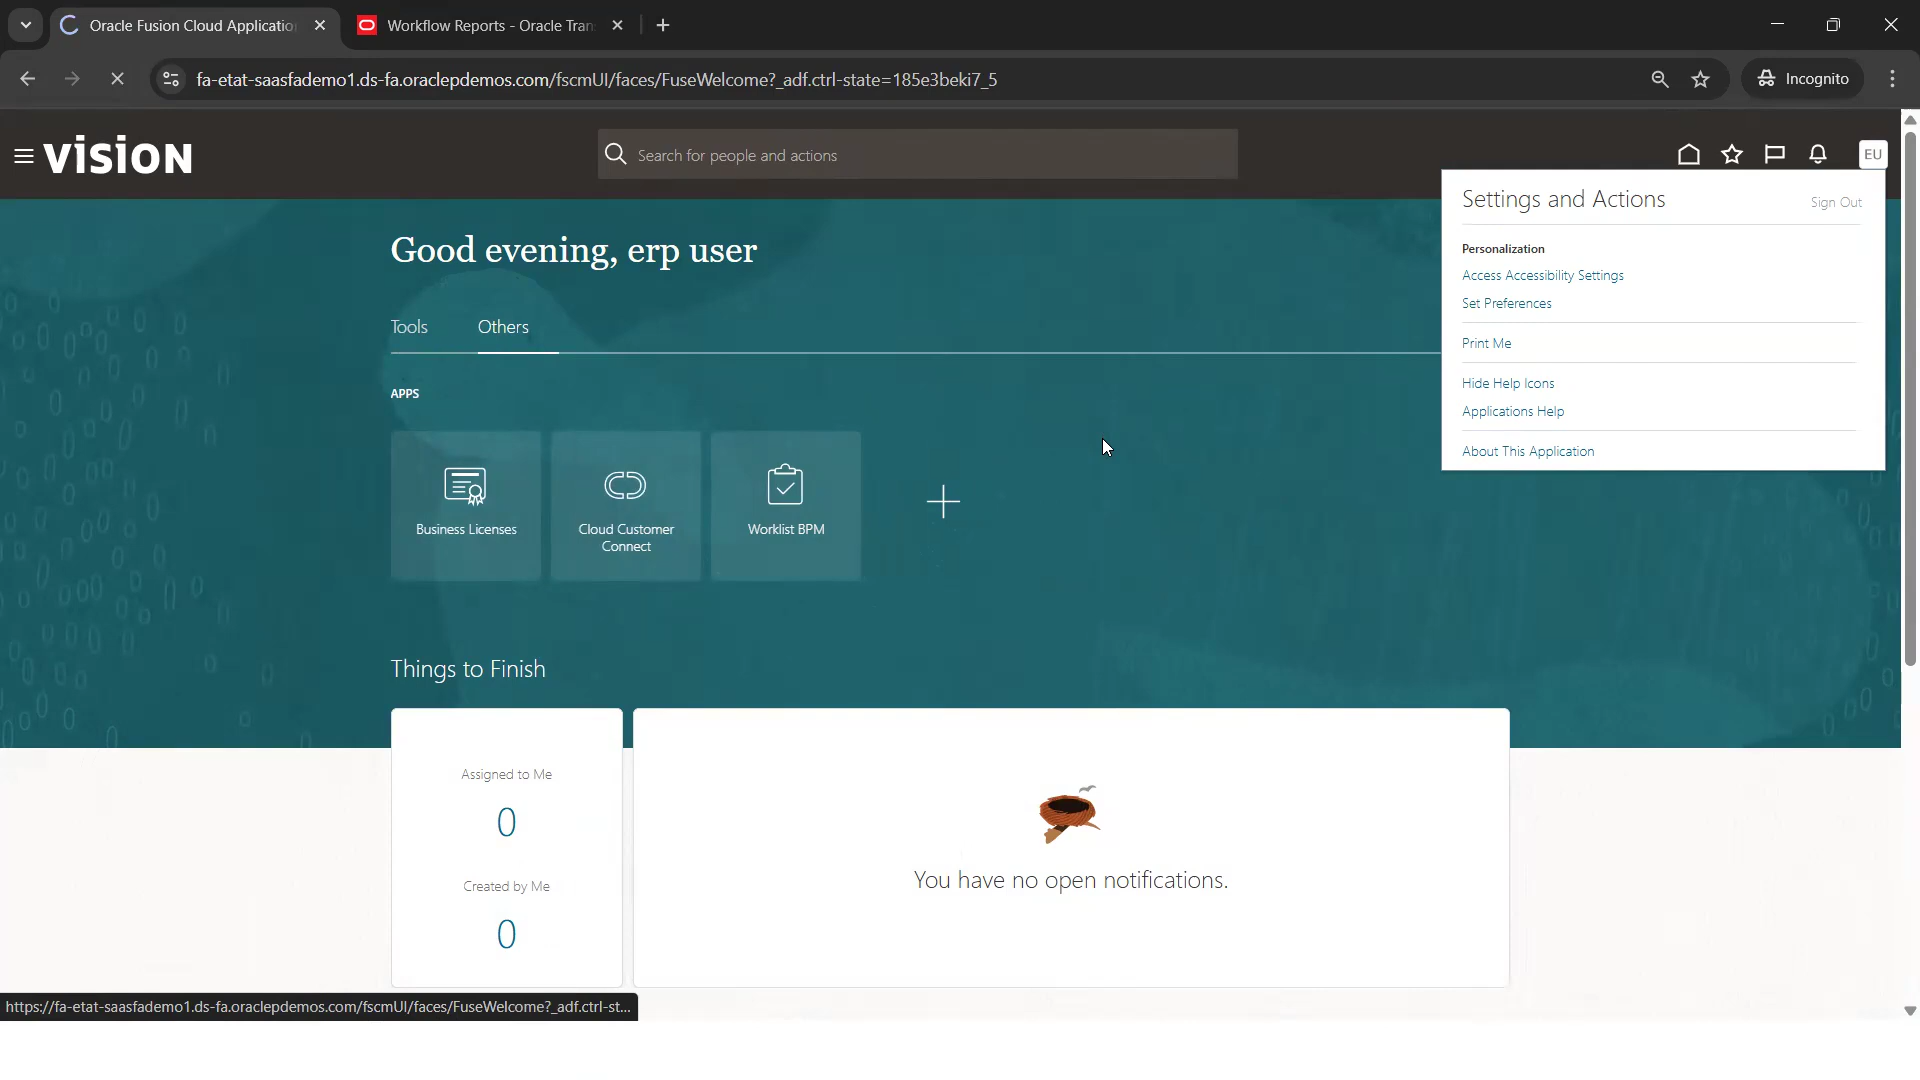 Oracle Fusion Cloud Applicatio
Workflow Reports - Oracle Tran
fa-etat-saasfademo1.ds-fa.oraclepdemos.com/fscmUI/faces/FuseWelcome?_adf.ctrl-state=185e3beki7_5
Incognito
vision
Search for people and actions
EU
Settings and Actions
Sign Out
Personalization
Access Accessibility Settings
Set Preferences
Print Me
Hide Help Icons
Applications Help
About This Application
Good evening, erp user
Tools
Others
APPS
Business Licenses
Cloud Customer
Connect
Worklist BPM
Things to Finish
Assigned to Me
0
Created by Me
0
You have no open notifications.
https://fa-etat-saasfademo1.ds-fa.oraclepdemos.com/fscmUI/faces/FuseWelcome?_adf.ctrl-st...